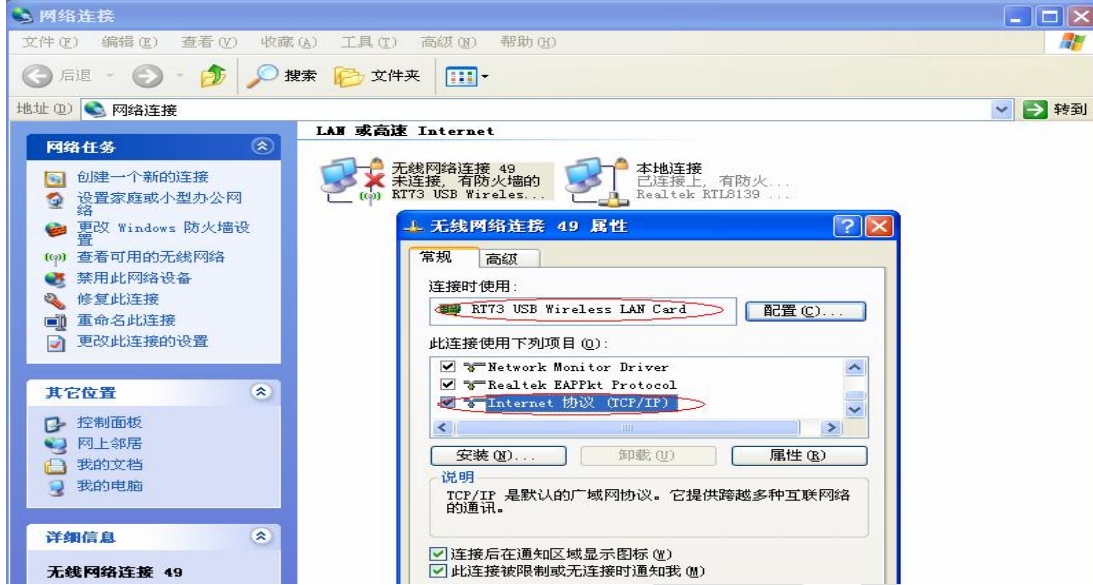 网络连接
文件(F) 编辑(E) 查看(V) 收藏(A) 工具(T) 高级(N) 帮助(H)
后退 搜索 文件夹
地址(D) 网络连接 转到
网络任务
创建一个新的连接
设置家庭或小型办公网
络
更改 Windows 防火墙设
置
查看可用的无线网络
禁用此网络设备
修复此连接
重命名此连接
更改此连接的设置
其它位置
控制面板
网上邻居
我的文档
我的电脑
详细信息
无线网络连接 49
LAN 或高速 Internet
无线网络连接 49
未连接, 有防火墙的
RT73 USB Wireles...
本地连接
已连接上, 有防火...
Realtek RTL8139 ...
无线网络连接 49 属性
常规 高级
连接时使用:
RT73 USB Wireless LAN Card 配置(C)...
此连接使用下列项目(O):
Network Monitor Driver
Realtek EAPPkt Protocol
Internet 协议 (TCP/IP)
安装(N)... 卸载(U) 属性(R)
说明
TCP/IP 是默认的广域网协议。它提供跨越多种互联网络
的通讯。
连接后在通知区域显示图标(W)
此连接被限制或无连接时通知我(M)